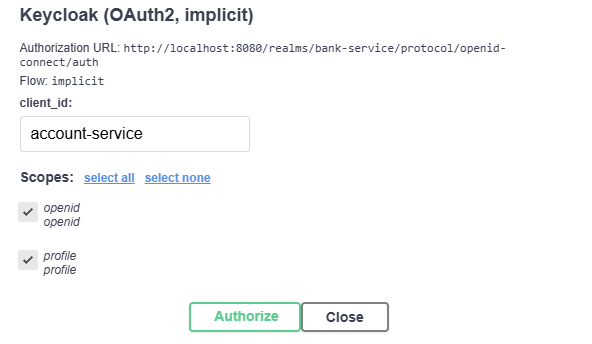 Keycloak (OAuth2, implicit)
Authorization URL: http://localhost:8080/realms/bank-service/protocol/openid-
connect/auth
Flow: implicit
client_id:
account-service
Scopes: select all select none
openid
openid
profile
profile
Authorize Close